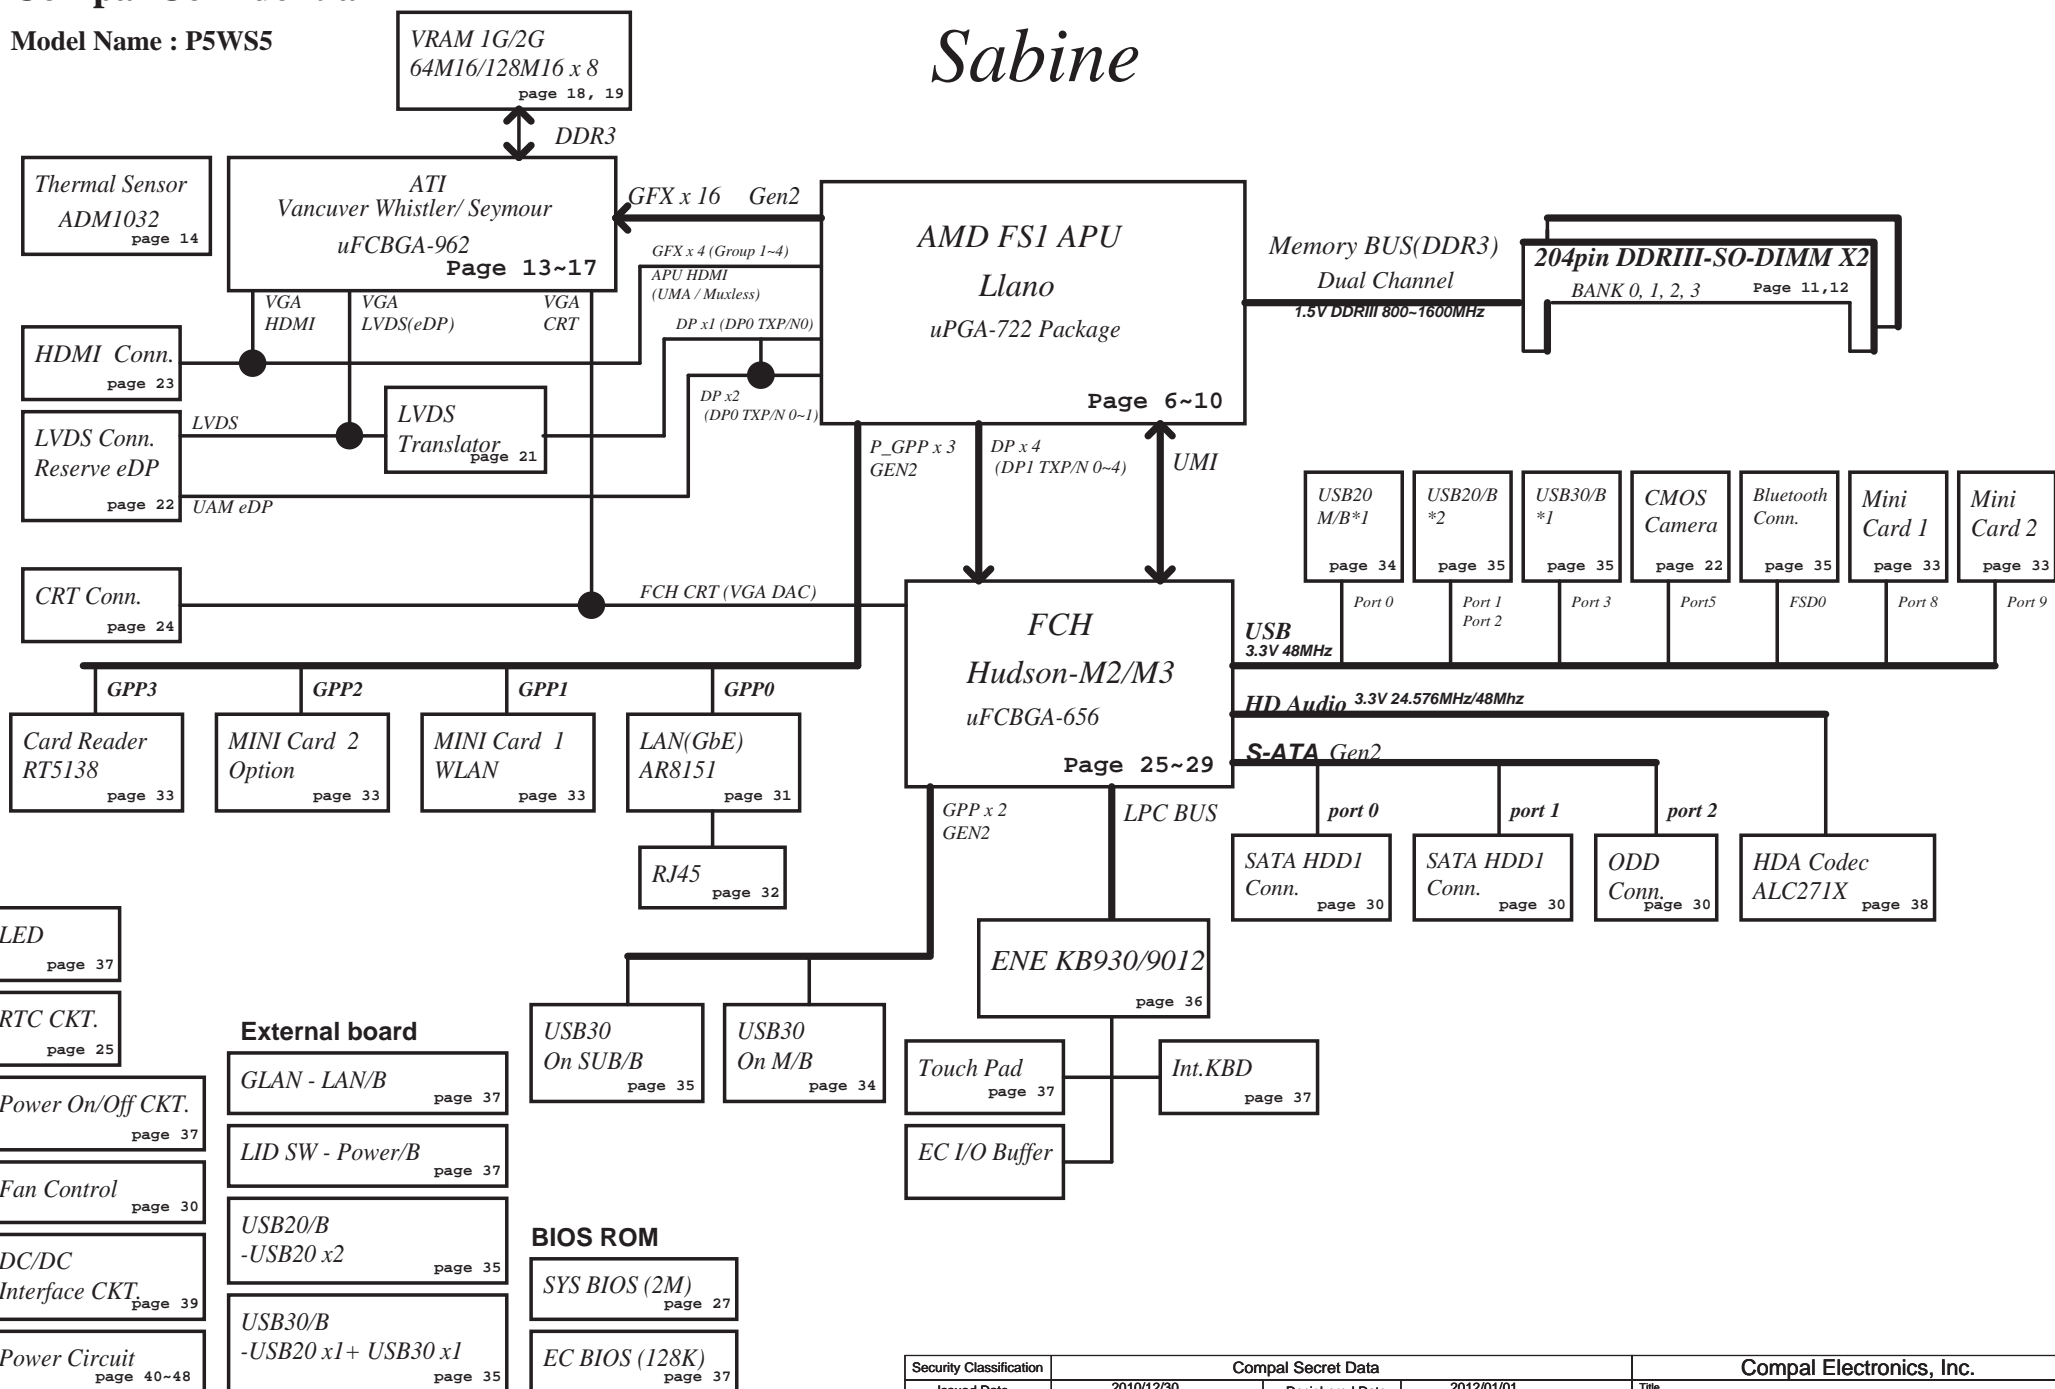 Model Name : P5WS5
Sabine
VRAM 1G/2G
64M16/128M16 x 8
page 18, 19
DDR3
Thermal Sensor
ADM1032
page 14
ATI
Vancuver Whistler/ Seymour
uFCBGA-962
Page 13~17
GFX x 16 Gen2
GFX x 4 (Group 1~4)
APU HDMI
(UMA / Muxless)
DP x1 (DP0 TXP/N0)
DP x2
(DP0 TXP/N 0~1)
AMD FS1 APU
Llano
uPGA-722 Package
Page 6~10
Memory BUS(DDR3)
Dual Channel
1.5V DDRIII 800~1600MHz
204pin DDRIII-SO-DIMM X2
BANK 0, 1, 2, 3
Page 11,12
VGA
HDMI
VGA
LVDS(eDP)
VGA
CRT
HDMI Conn.
page 23
LVDS Conn.
Reserve eDP
page 22
LVDS
UAM eDP
LVDS
Translator
page 21
P_GPP x 3
GEN2
DP x 4
(DP1 TXP/N 0~4)
UMI
USB20
M/B*1
page 34
USB20/B
*2
page 35
USB30/B
*1
page 35
CMOS
Camera
page 22
Bluetooth
Conn.
page 35
Mini
Card 1
page 33
Mini
Card 2
page 33
Port 0
Port 1
Port 2
Port 3
Port5
FSD0
Port 8
Port 9
CRT Conn.
page 24
FCH CRT (VGA DAC)
FCH
Hudson-M2/M3
uFCBGA-656
Page 25~29
USB
3.3V 48MHz
HD Audio 3.3V 24.576MHz/48Mhz
S-ATA Gen2
GPP3
GPP2
GPP1
GPP0
Card Reader
RT5138
page 33
MINI Card 2
Option
page 33
MINI Card 1
WLAN
page 33
LAN(GbE)
AR8151
page 31
RJ45
page 32
GPP x 2
GEN2
LPC BUS
port 0
port 1
port 2
SATA HDD1
Conn.
page 30
SATA HDD1
Conn.
page 30
ODD
Conn.
page 30
HDA Codec
ALC271X
page 38
LED
page 37
RTC CKT.
page 25
Power On/Off CKT.
page 37
Fan Control
page 30
DC/DC
Interface CKT.
page 39
Power Circuit
page 40~48
External board
GLAN - LAN/B
page 37
LID SW - Power/B
page 37
USB20/B
-USB20 x2
page 35
USB30/B
-USB20 x1+ USB30 x1
page 35
USB30
On SUB/B
page 35
USB30
On M/B
page 34
ENE KB930/9012
page 36
Touch Pad
page 37
Int.KBD
page 37
EC I/O Buffer
BIOS ROM
SYS BIOS (2M)
page 27
EC BIOS (128K)
page 37
Security Classification
Compal Secret Data
Compal Electronics, Inc.
2010/12/30
2012/01/01
Title